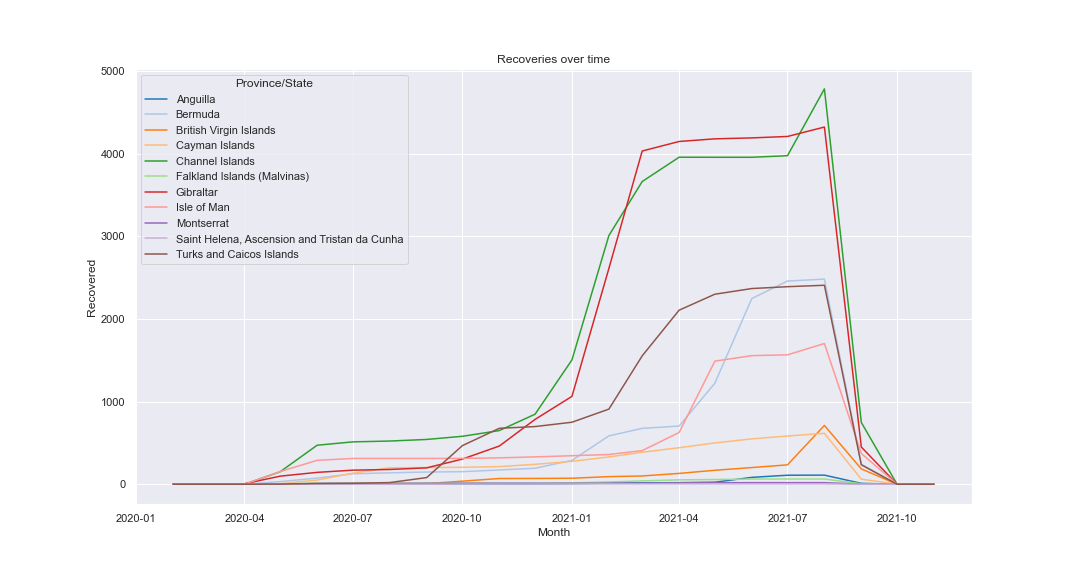 Recoveries over time
Province/State
Anguilla
Bermuda
British Virgin Islands
Cayman Islands
Channel Islands
Falkland Islands (Malvinas)
Gibraltar
Isle of Man
Montserrat
Saint Helena, Ascension and Tristan da Cunha
Turks and Caicos Islands
5000
4000
3000
2000
1000
0
Recovered
2020-01 2020-04 2020-07 2020-10 2021-01 2021-04 2021-07 2021-10
Month